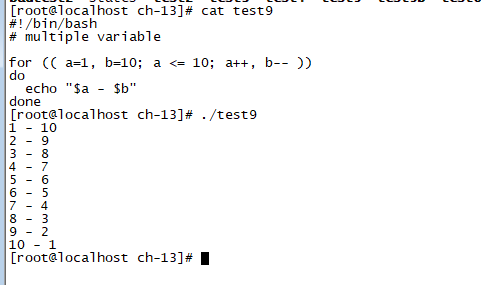 [root@localhost ch-13]# cat test9
#!/bin/bash
# multiple variable
for (( a=1, b=10; a <= 10; a++, b-- ))
do
  echo "$a - $b"
done
[root@localhost ch-13]# ./test9
1 - 10
2 - 9
3 - 8
4 - 7
5 - 6
6 - 5
7 - 4
8 - 3
9 - 2
10 - 1
[root@localhost ch-13]#